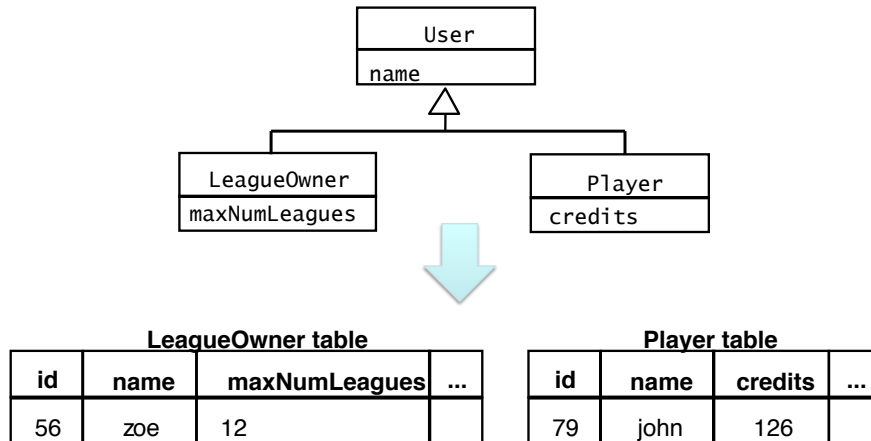 User
name
LeagueOwner
maxNumLeagues
Player
credits
LeagueOwner table
id name maxNumLeagues ...
56 zoe 12
Player table
id name credits ...
79 john 126